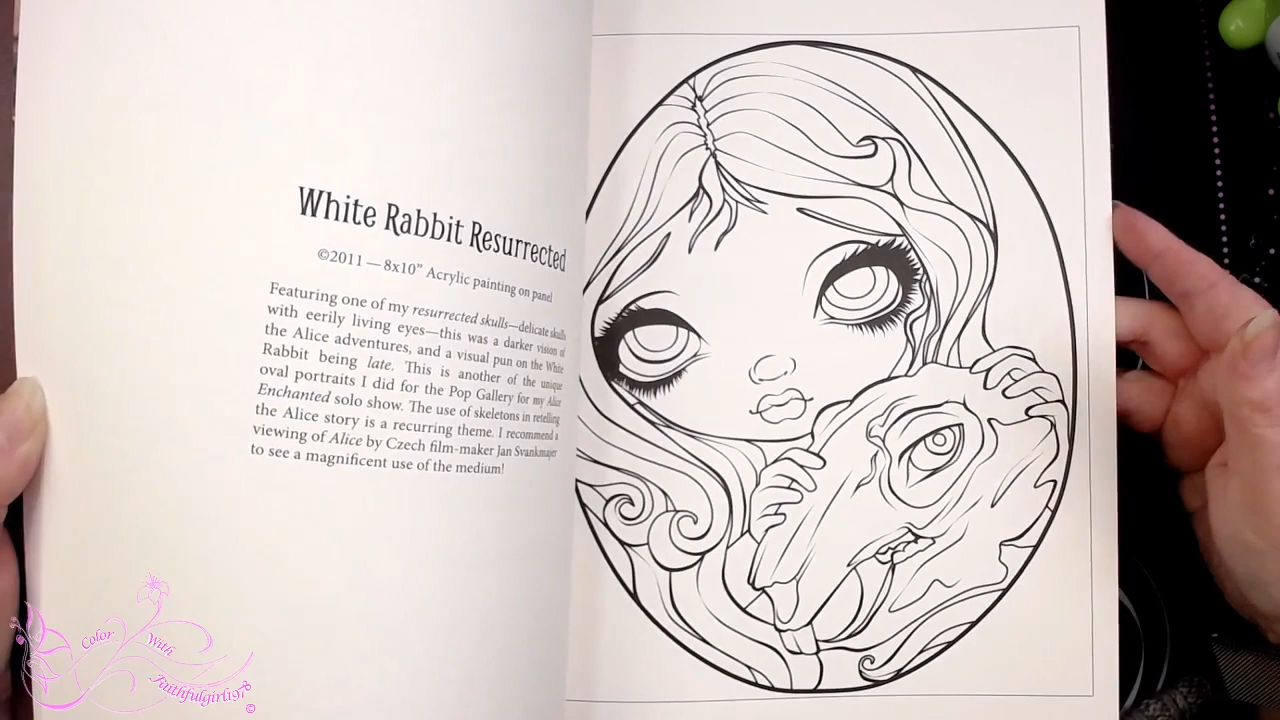 White Rabbit Resurrected
©2011 — 8x10” Acrylic painting on panel
Featuring one of my resurrected skulls—delicate skulls
with eerily living eyes—this was a darker vision of
the Alice adventures, and a visual pun on the White
Rabbit being late. This is another of the unique
oval portraits I did for the Pop Gallery for my Alice
Enchanted solo show. The use of skeletons in retelling
the Alice story is a recurring theme. I recommend a
viewing of Alice by Czech film-maker Jan Svankmajer
to see a magnificent use of the medium!
Color With
Faithfulgirl1978
©